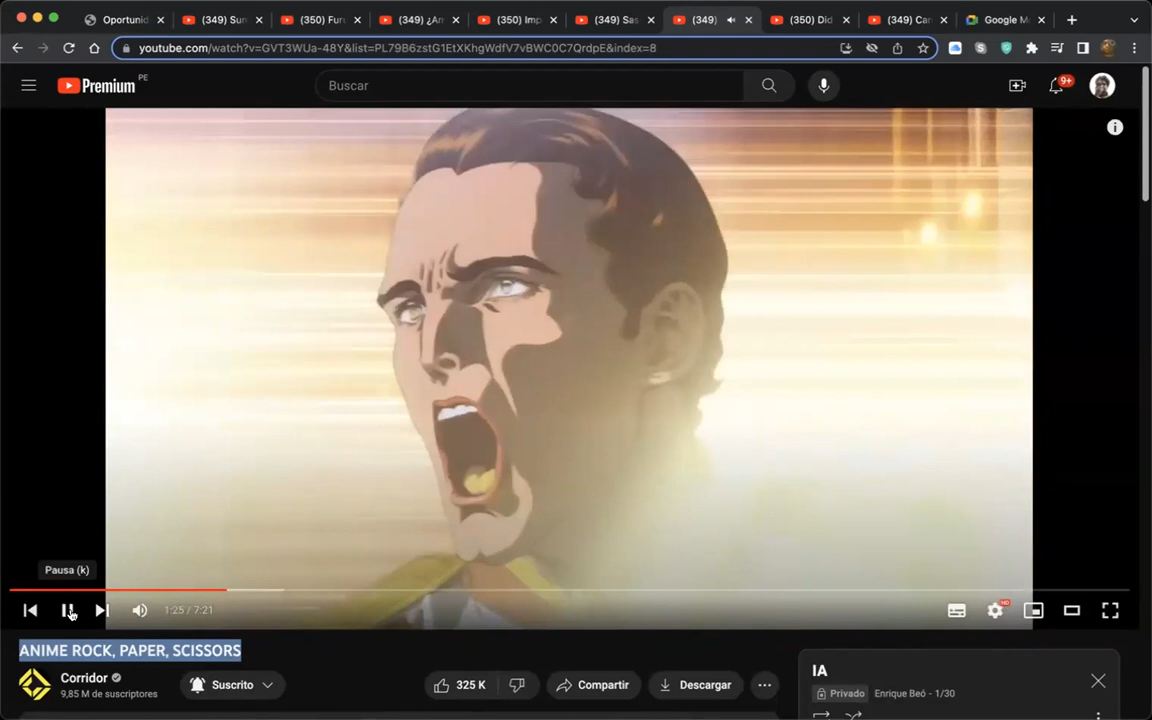 Oportunid
(349) Sun
(350) Fur
(349) ¿Ar
(350) Imp
(349) Sas
(349)
(350) Did
(349) Car
Google M
youtube.com/watch?v=GVT3WUa-48Y&list=PL79B6zstG1EtXKhgWdfV7vBWC0C7QrdpE&index=8
Premium PE
Buscar
9+
Pausa (k)
1:25 / 7:21
HD
ANIME ROCK, PAPER, SCISSORS
Corridor
9,85 M de suscriptores
Suscrito
325 K
Compartir
Descargar
IA
Privado
Enrique Beó - 1/30